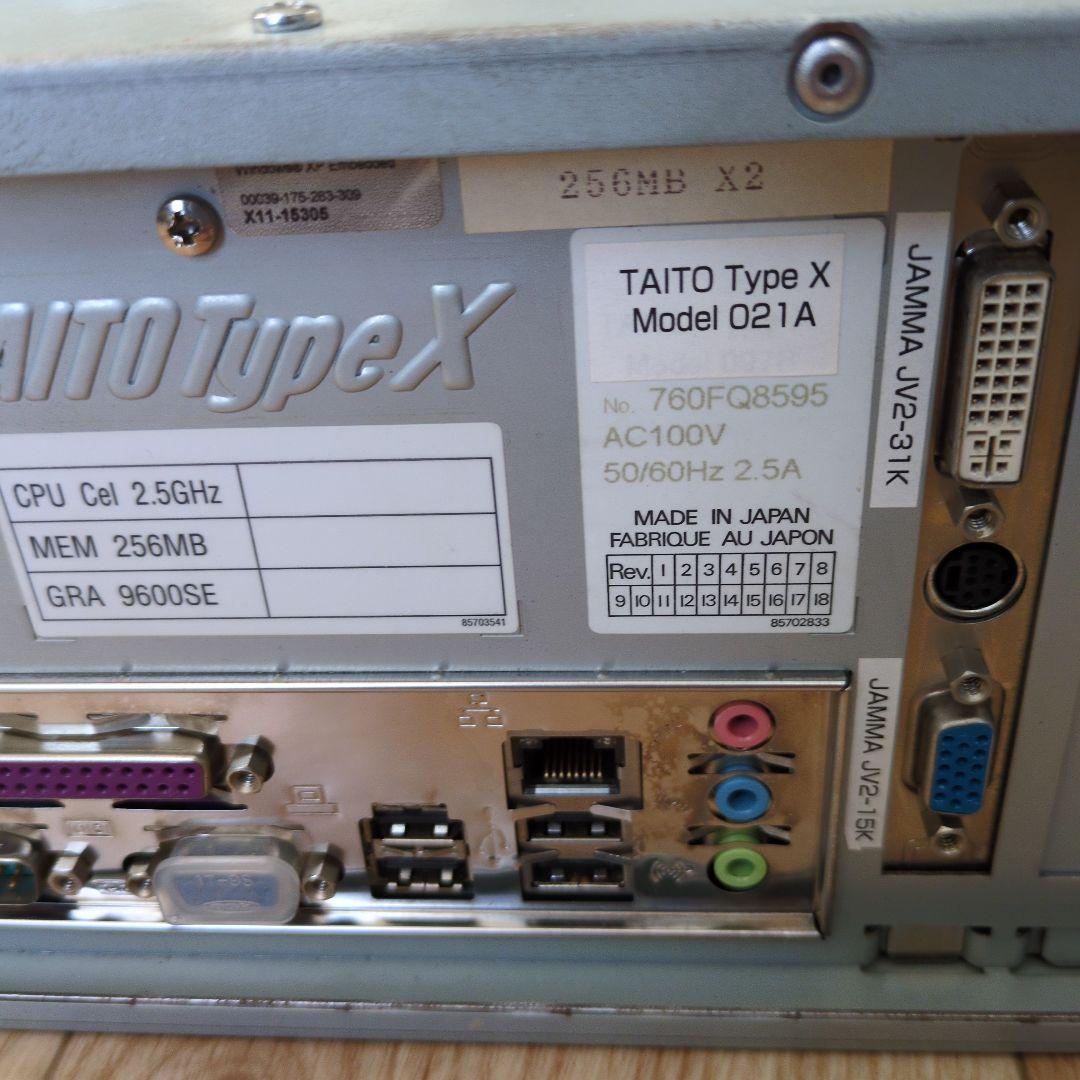 Windows® XP Embedded
00039-175-283-309
X11-15305
256MB X2
TAITO Type X
TAITO Type X
Model 021A
No. 760FQ8595
AC100V
50/60Hz 2.5A
MADE IN JAPAN
FABRIQUE AU JAPON
Rev. 1 2 3 4 5 6 7 8
9 10 11 12 13 14 15 16 17 18
85702833
CPU Cel 2.5GHz
MEM 256MB
GRA 9600SE
85703541
JAMMA JV2-31K
JAMMA JV2-15K